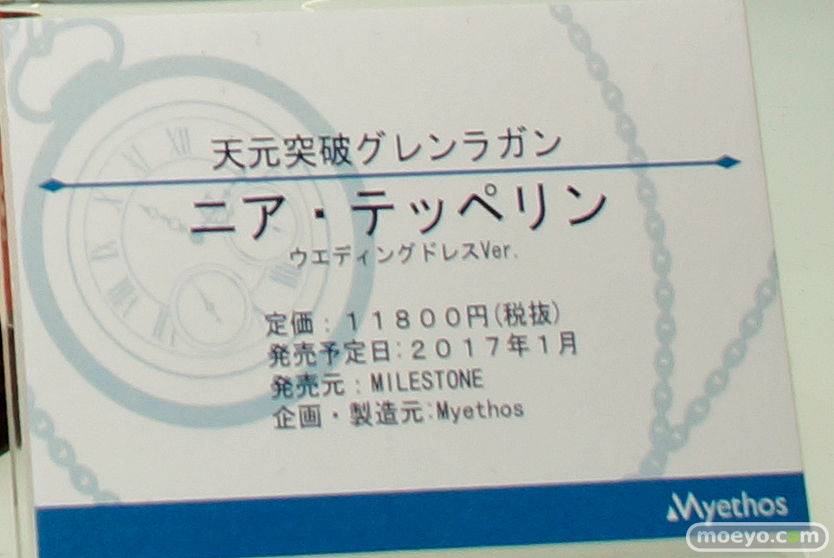 天元突破グレンラガン
ニア・テッペリン
ウエディングドレスVer.
定価：１１８００円(税抜)
発売予定日:２０１７年１月
発売元：MILESTONE
企画・製造元:Myethos
Myethos
moeyo.com